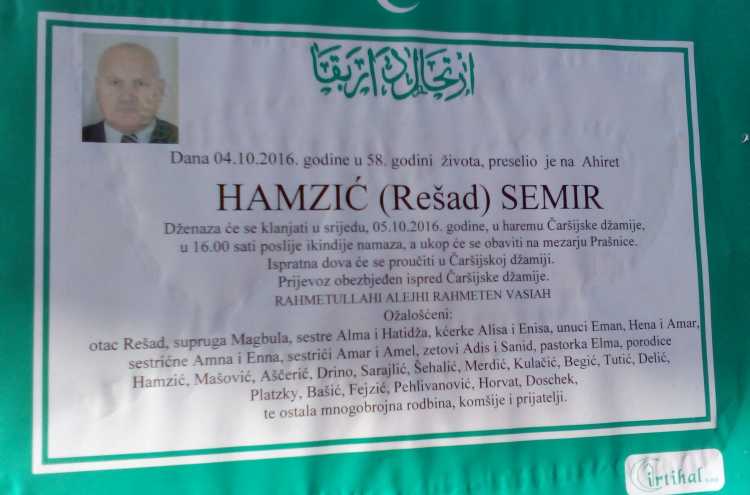 ارتحال دار بقا
Dana 04.10.2016. godine u 58. godini života, preselio je na Ahiret
HAMZIĆ (Rešad) SEMIR
Dženaza će se klanjati u srijedu, 05.10.2016. godine, u haremu Čaršijske džamije,
u 16.00 sati poslije ikindije namaza, a ukop će se obaviti na mezarju Prašnice.
Ispratna dova će se proučiti u Čaršijskoj džamiji.
Prijevoz obezbjeđen ispred Čaršijske džamije.
RAHMETULLAHI ALEJHI RAHMETEN VASIAH
Ožalošćeni:
otac Rešad, supruga Magbula, sestre Alma i Hatidža, kćerke Alisa i Enisa, unuci Eman, Hena i Amar,
sestrične Amna i Enna, sestrići Amar i Amel, zetovi Adis i Sanid, pastorka Elma, porodice
Hamzić, Mašović, Aščerić, Drino, Sarajlić, Šehalić, Merdić, Kulačić, Begić, Tutić, Delić,
Platzky, Bašić, Fejzić, Pehlivanović, Horvat, Doschek,
te ostala mnogobrojna rodbina, komšije i prijatelji.
irtihal